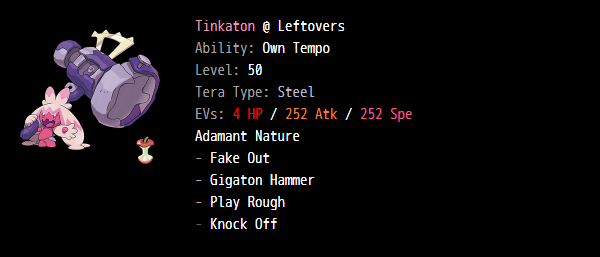 Tinkaton @ Leftovers
Ability: Own Tempo
Level: 50
Tera Type: Steel
EVs: 4 HP / 252 Atk / 252 Spe
Adamant Nature
- Fake Out
- Gigaton Hammer
- Play Rough
- Knock Off